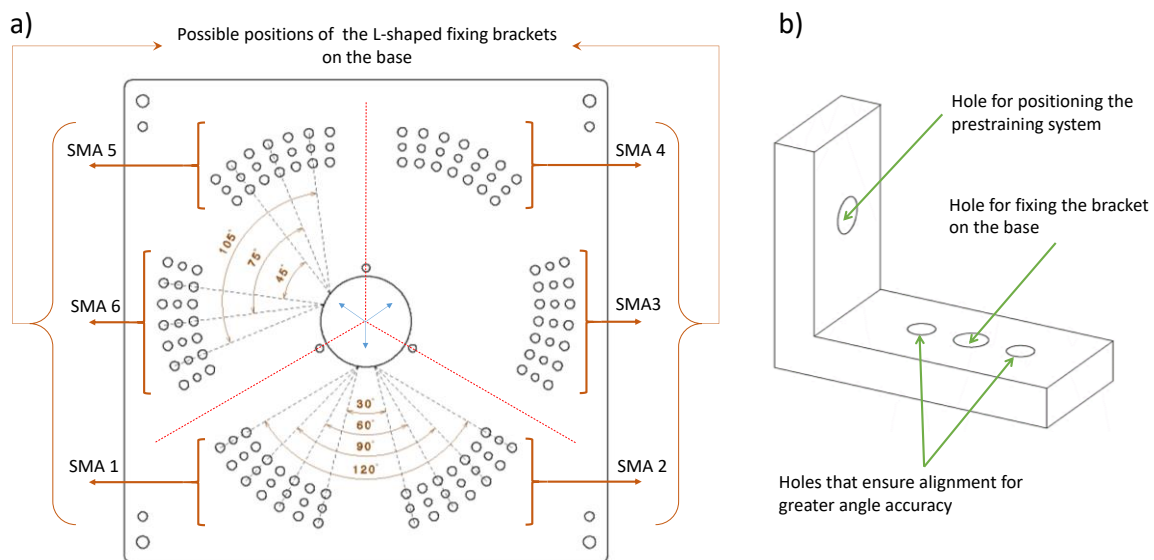 a)
Possible positions of the L-shaped fixing brackets
on the base
SMA 5
SMA 4
105°
75°
45°
SMA 6
SMA3
30°
60°
90°
120°
SMA 1
SMA 2
b)
Hole for positioning the
prestraining system
Hole for fixing the bracket
on the base
Holes that ensure alignment for
greater angle accuracy